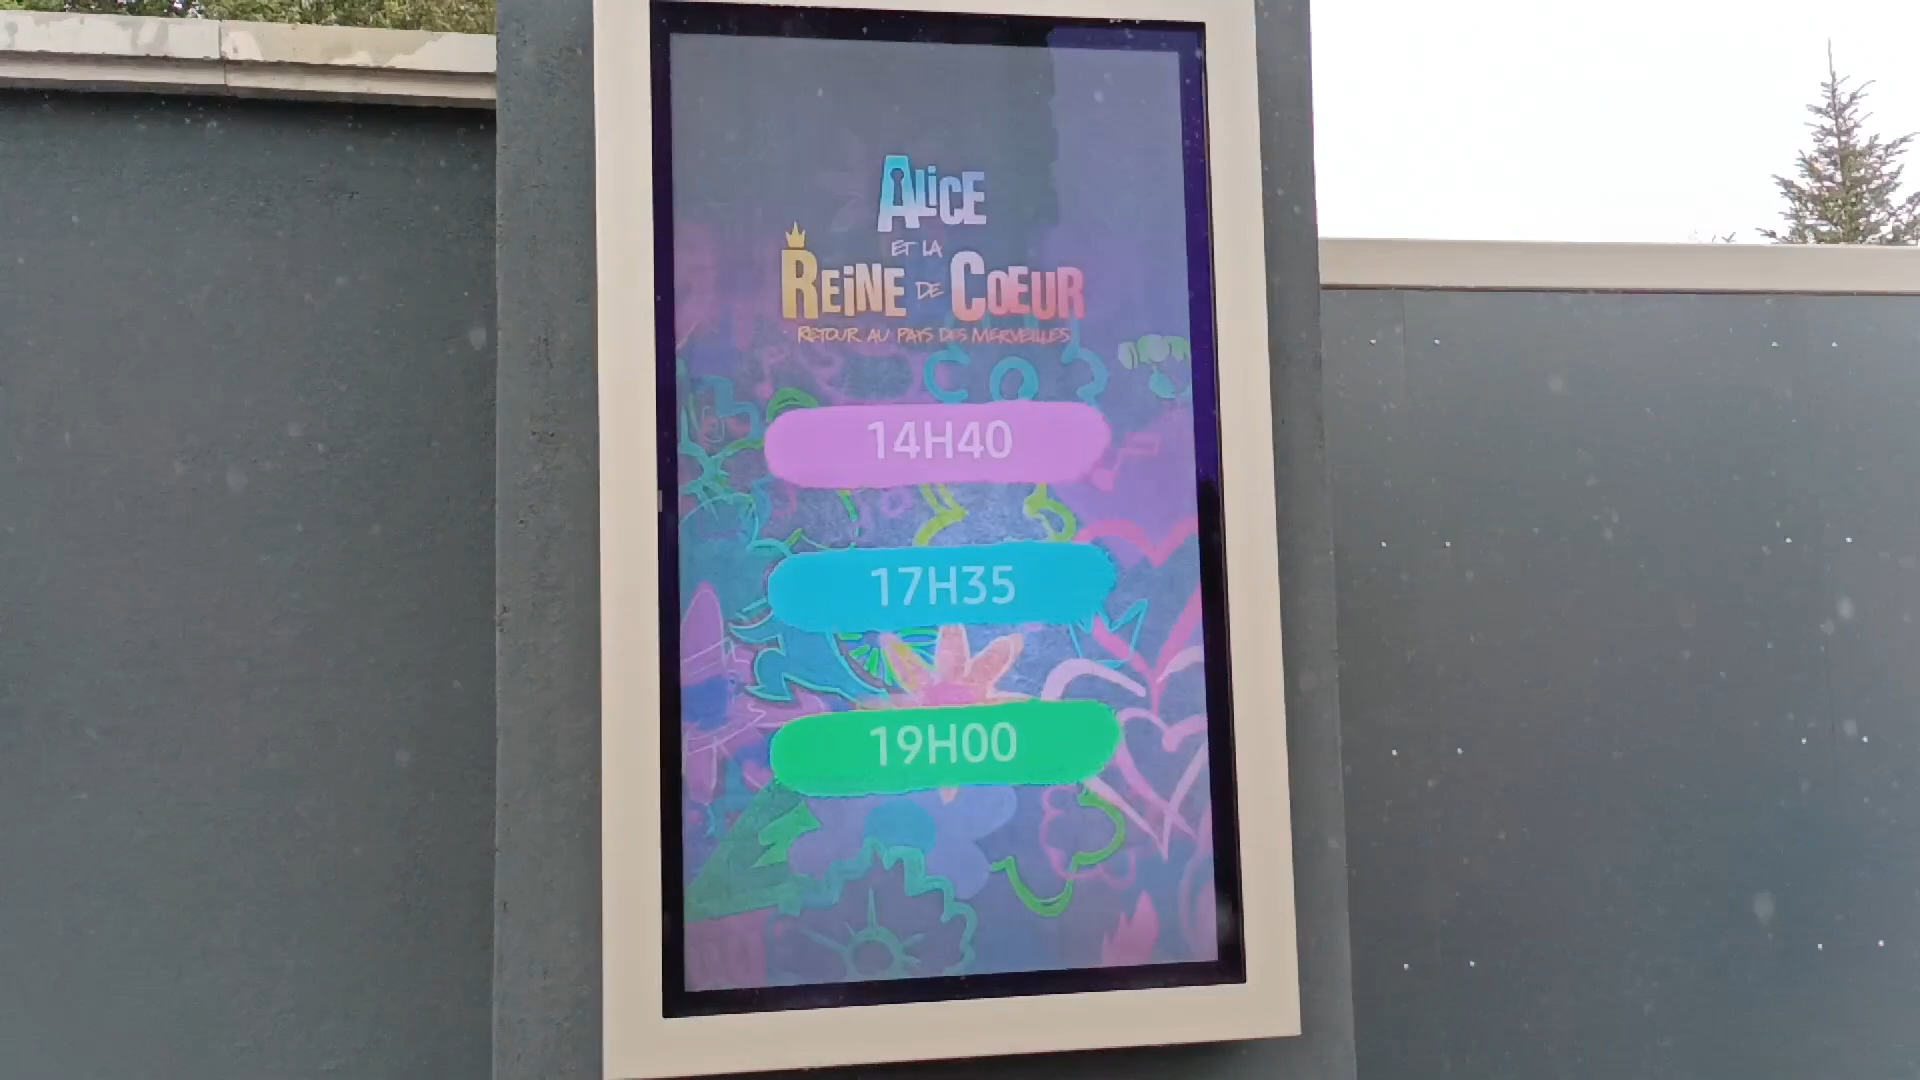 ALiCE
ET LA
REiNE DE COEUR
RETOUR AU PAYS DES MERVEILLES
14H40
17H35
19H00